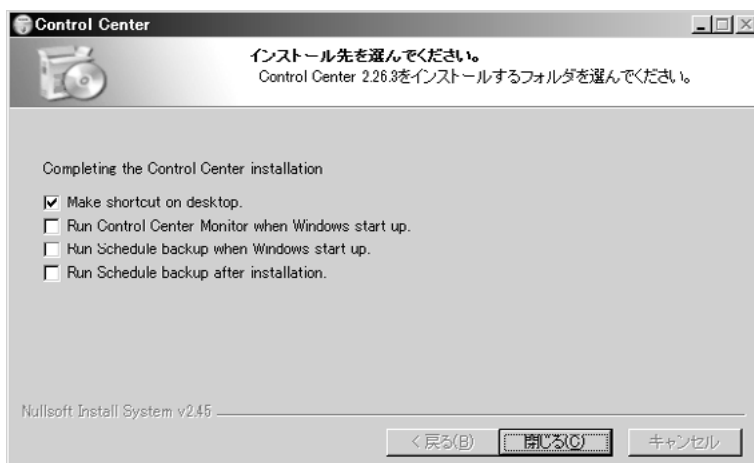 Control Center
インストール先を選んでください。
Control Center 2.26.3をインストールするフォルダを選んでください。
Completing the Control Center installation
Make shortcut on desktop.
Run Control Center Monitor when Windows start up.
Run Schedule backup when Windows start up.
Run Schedule backup after installation.
Nullsoft Install System v2.45
< 戻る(B)
閉じる(C)
キャンセル